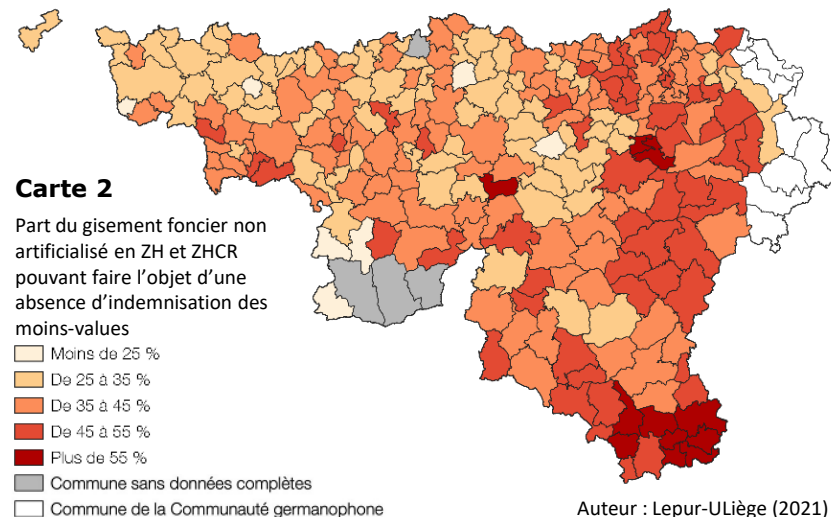 Carte 2
Part du gisement foncier non
artificialisé en ZH et ZHCR
pouvant faire l’objet d’une
absence d’indemnisation des
moins-values
Moins de 25 %
De 25 à 35 %
De 35 à 45 %
De 45 à 55 %
Plus de 55 %
Commune sans données complètes
Commune de la Communauté germanophone
Auteur : Lepur-ULiège (2021)